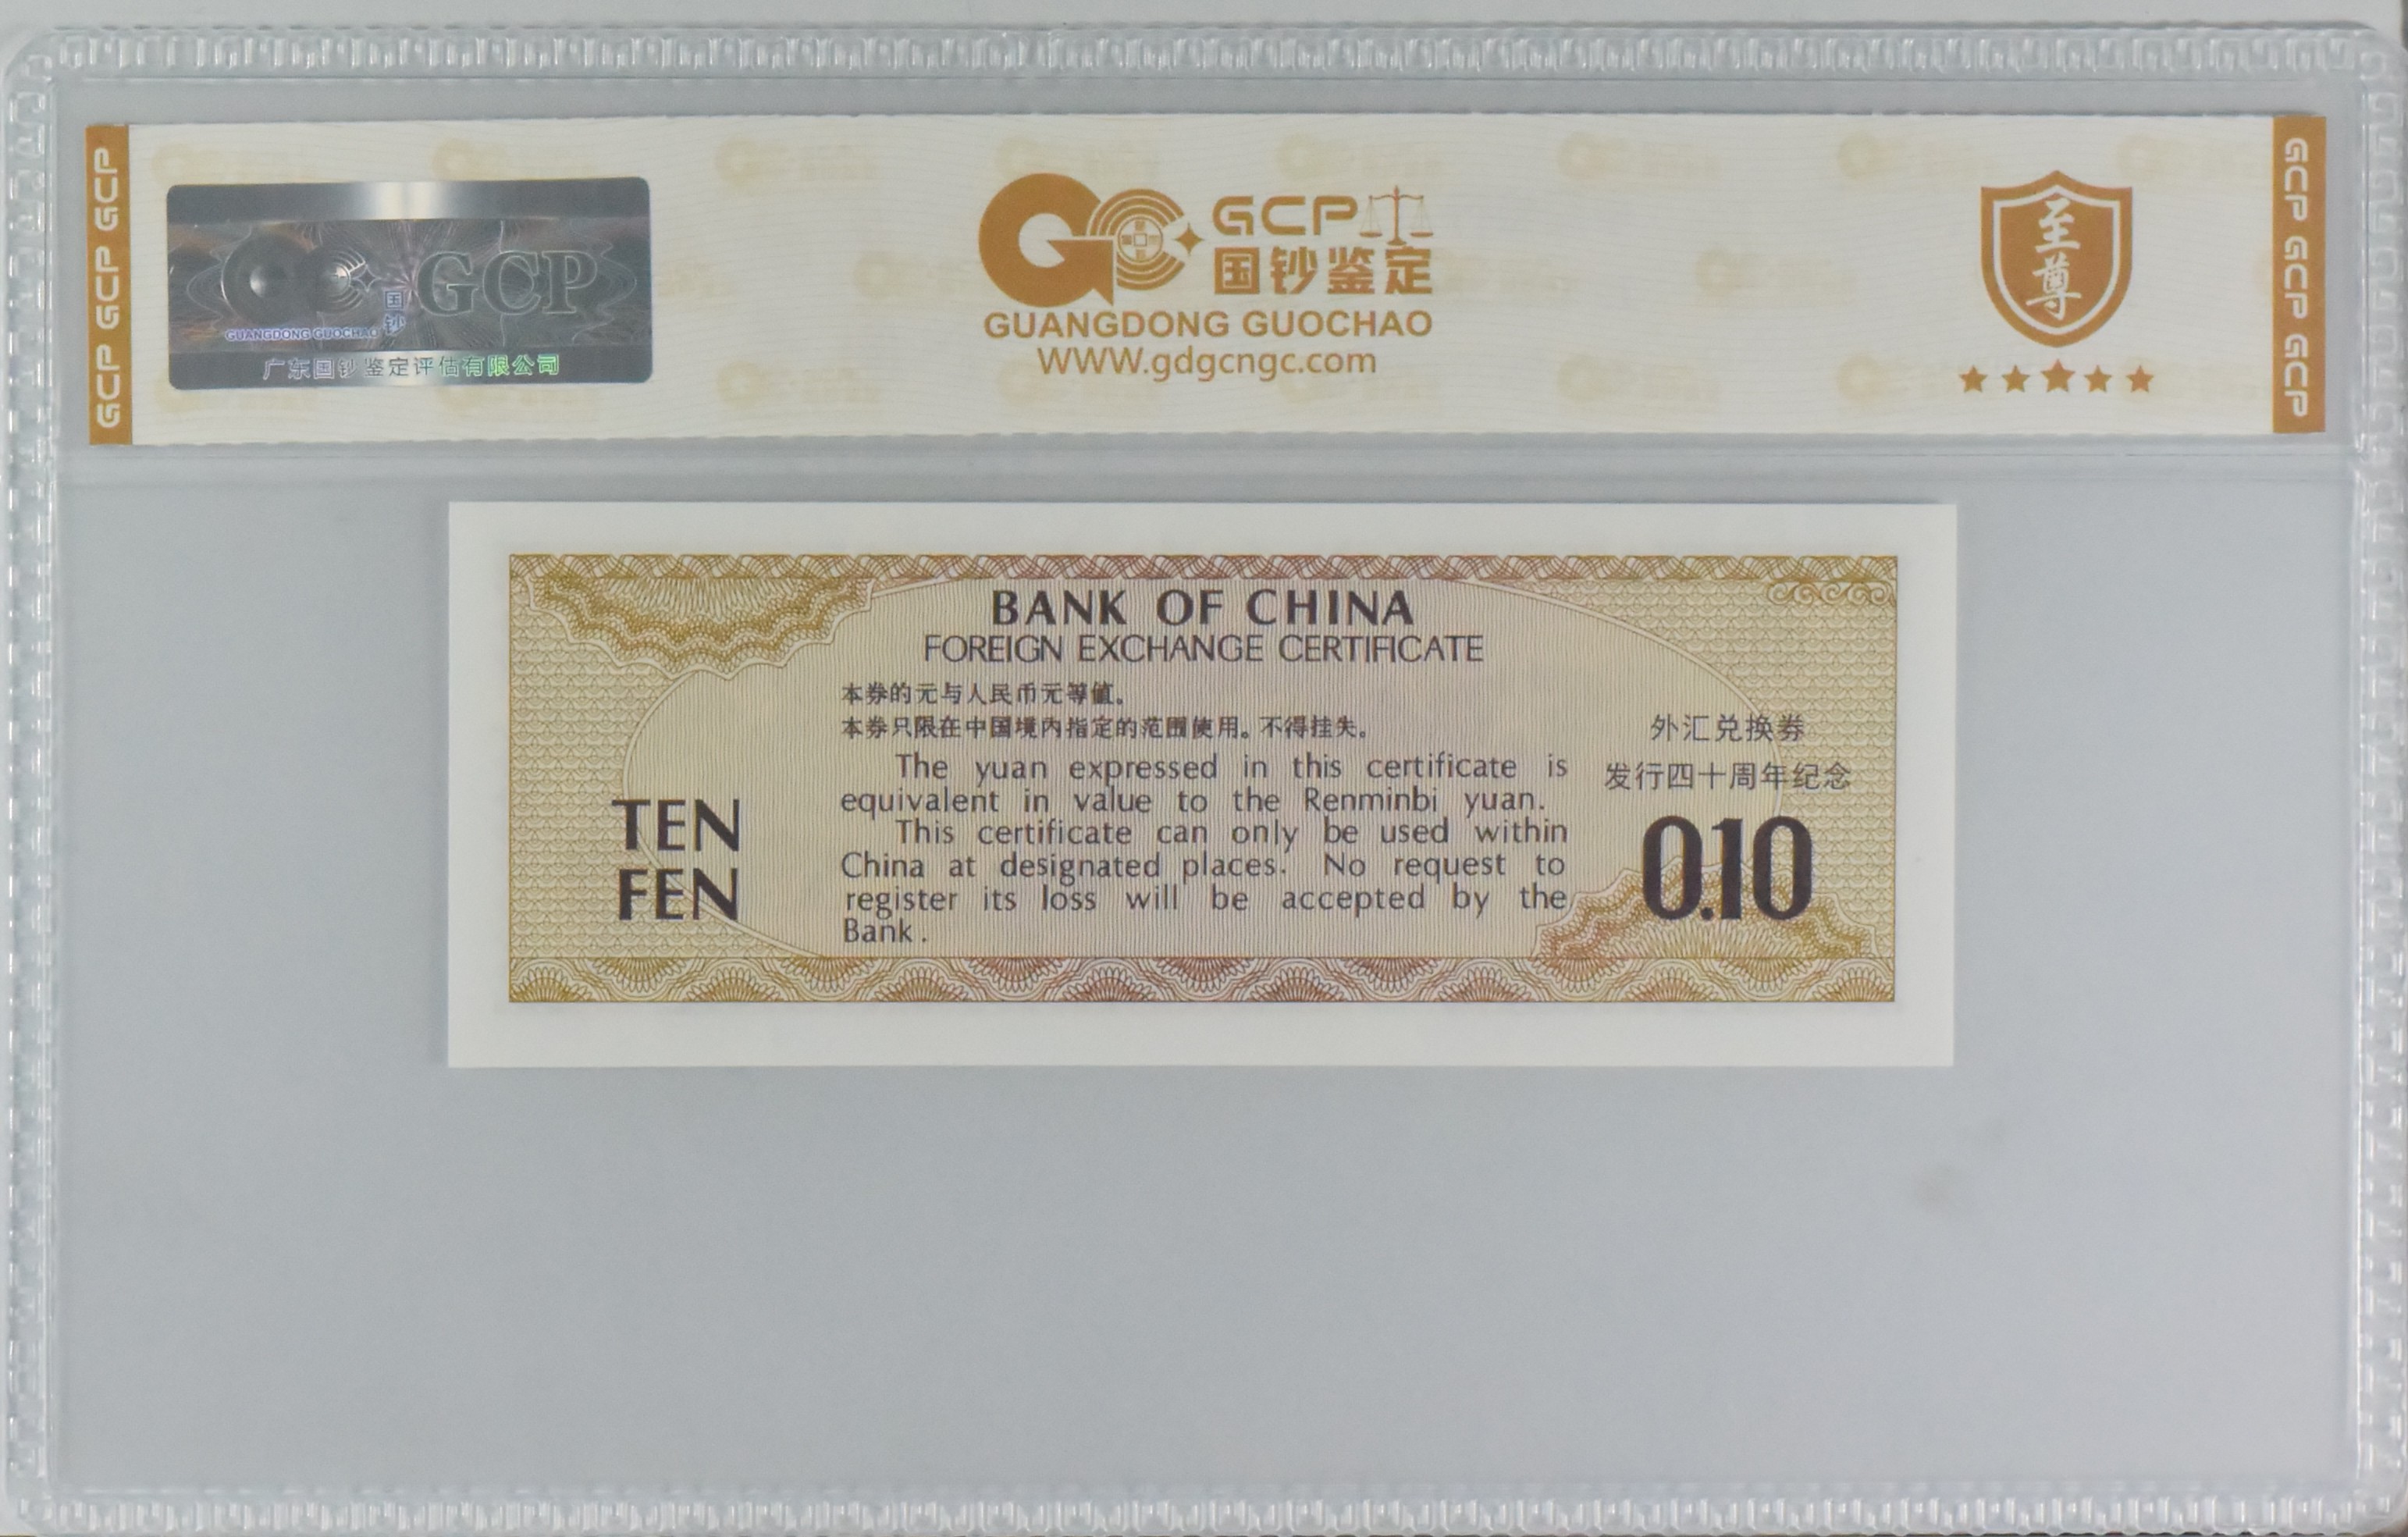 GCP GCP GCP
GCP
国钞
GUANGDONG GUOCHAO
广东国钞鉴定评估有限公司
GCP
国钞鉴定
GUANGDONG GUOCHAO
WWW.gdgcngc.com
至尊
GCP GCP GCP
BANK OF CHINA
FOREIGN EXCHANGE CERTIFICATE
本券的元与人民币元等值。
本券只限在中国境内指定的范围使用。不得挂失。
The yuan expressed in this certificate is
equivalent in value to the Renminbi yuan.
This certificate can only be used within
China at designated places. No request to
register its loss will be accepted by the
Bank.
TEN
FEN
外汇兑换券
发行四十周年纪念
0.10